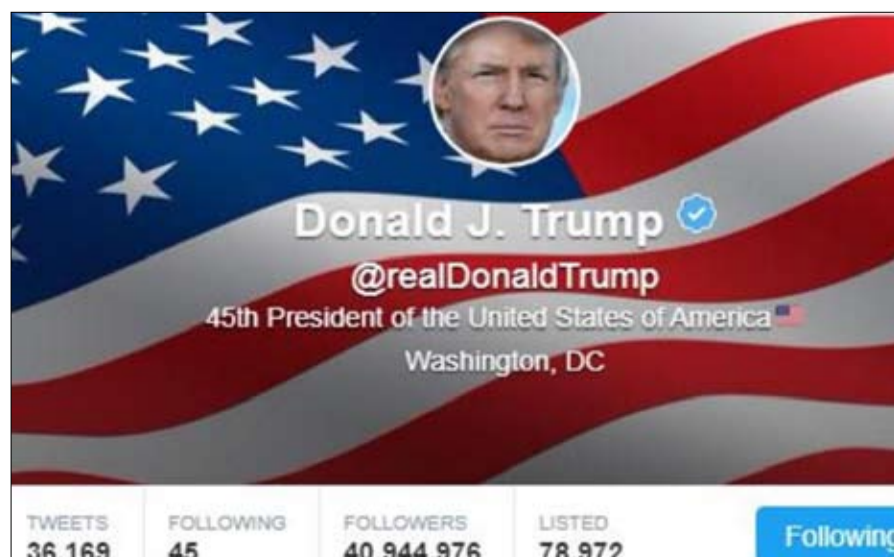 Donald J. Trump
@realDonaldTrump
45th President of the United States of America
Washington, DC
TWEETS FOLLOWING FOLLOWERS LISTED
36,169 45 40,944,976 78,972
Following